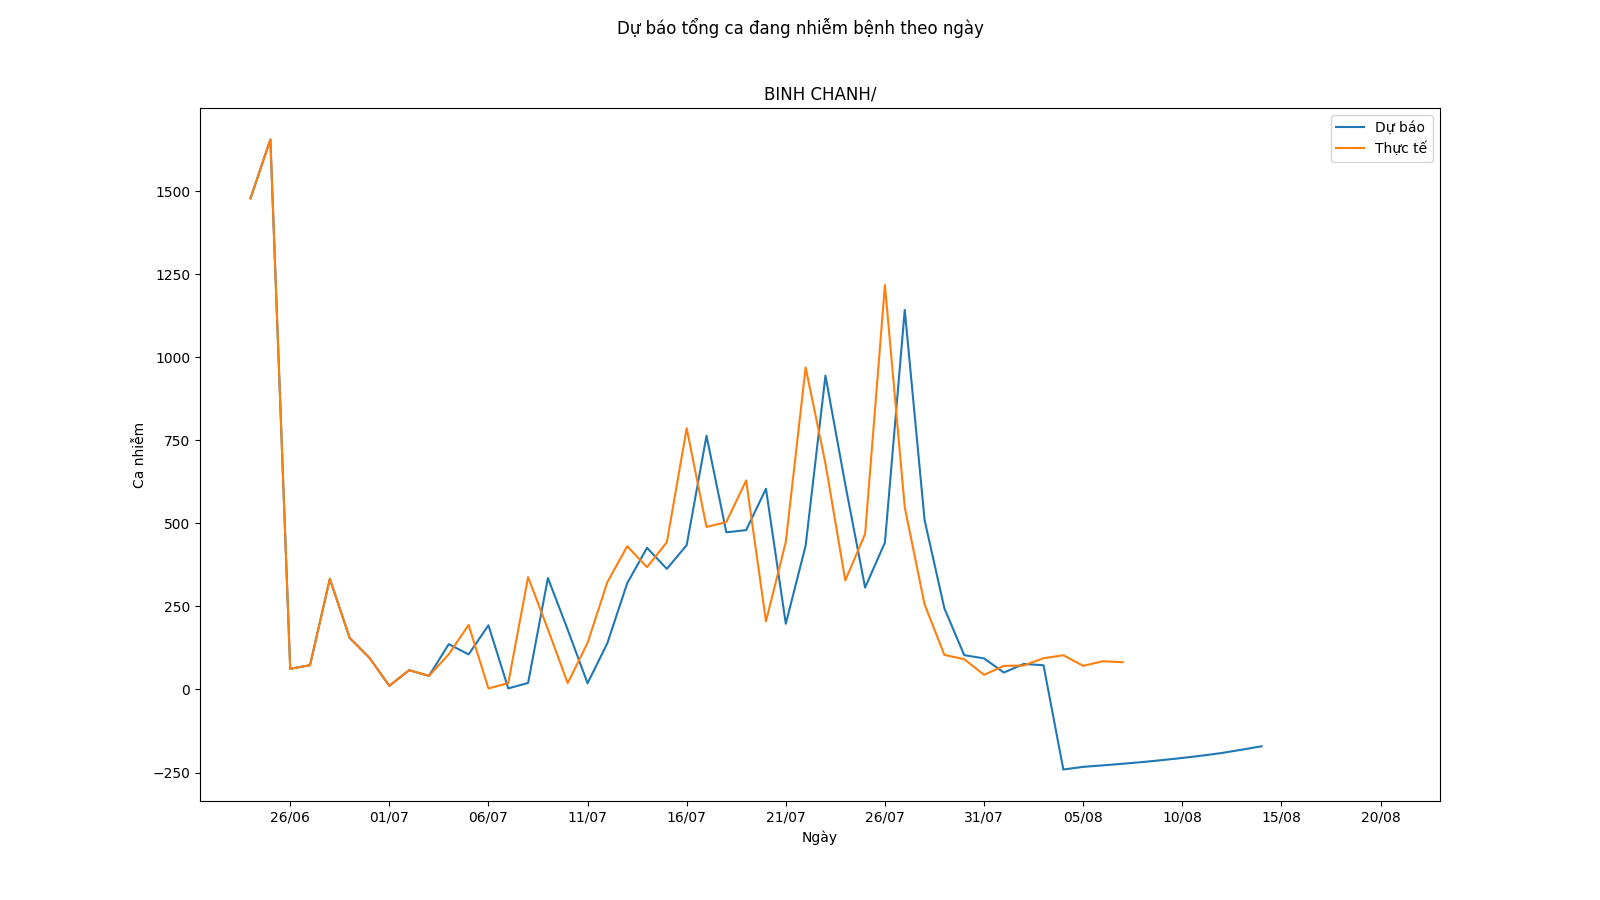 Dự báo tổng ca đang nhiễm bệnh theo ngày
BINH CHANH/
Dự báo
Thực tế
1500
1250
1000
750
500
250
0
−250
Ca nhiễm
26/06 01/07 06/07 11/07 16/07 21/07 26/07 31/07 05/08 10/08 15/08 20/08
Ngày